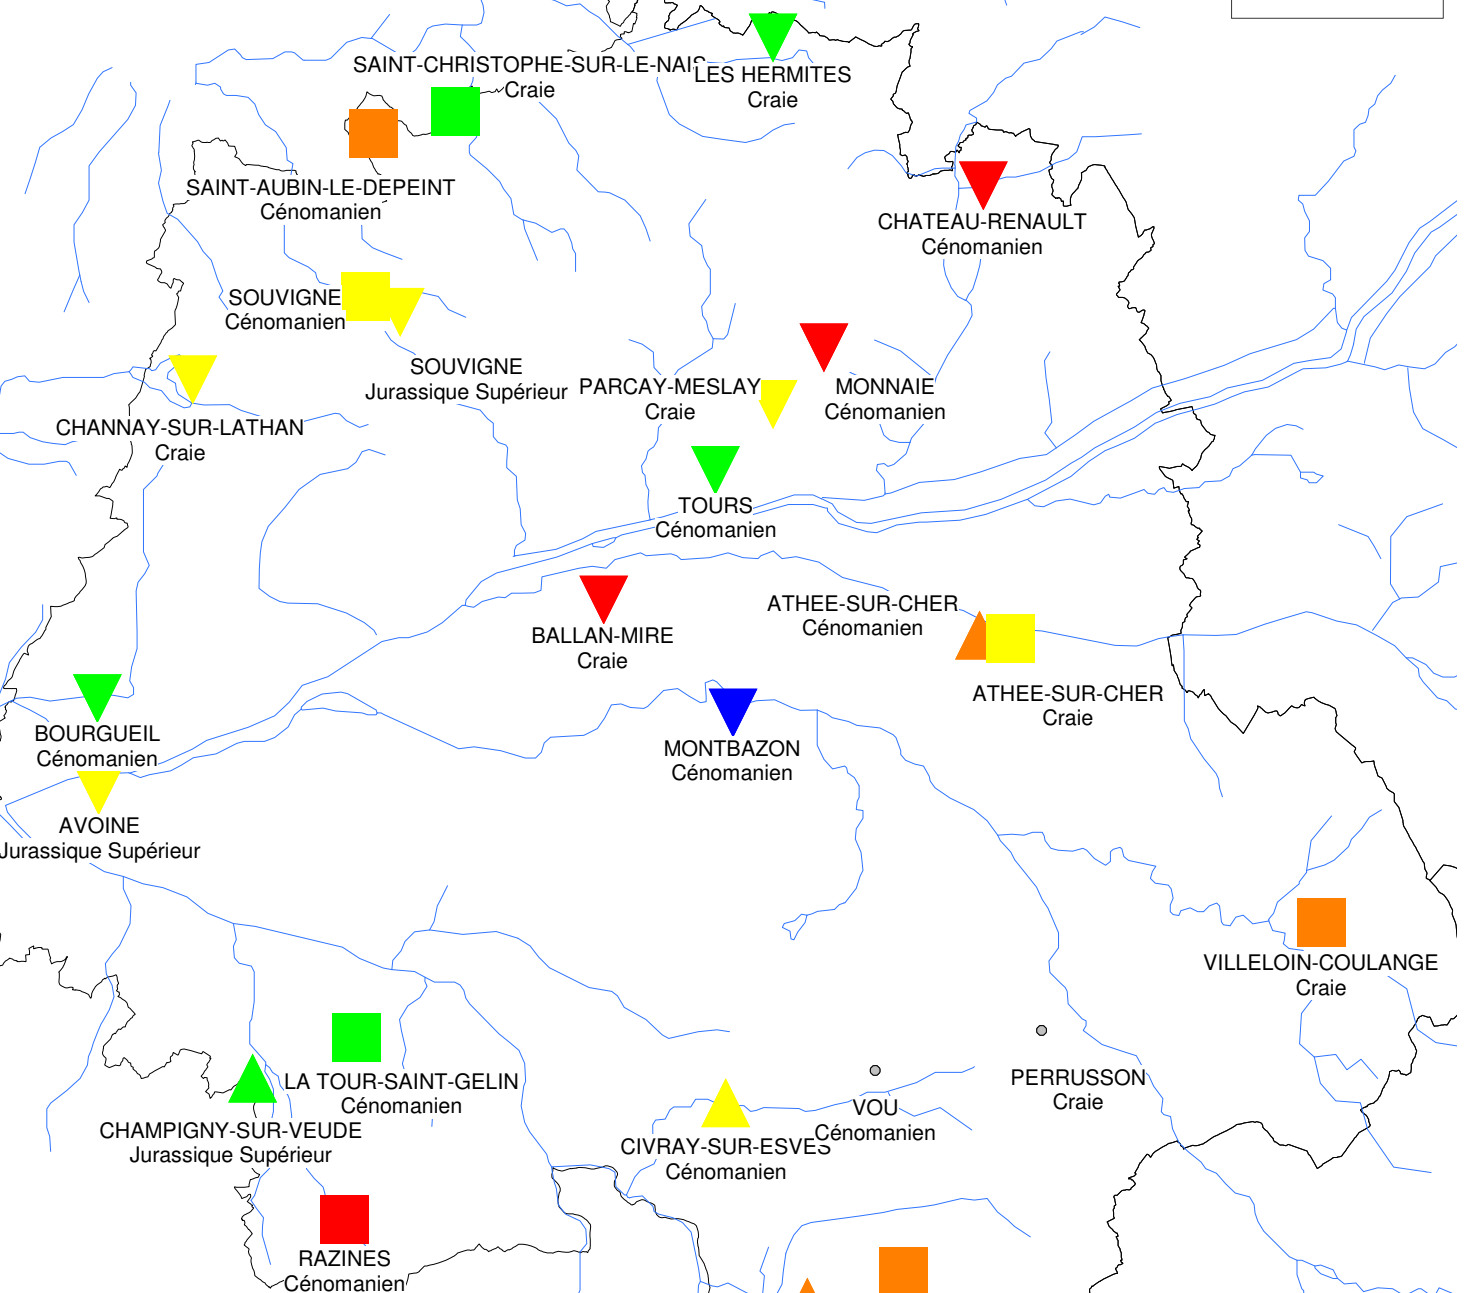 SAINT-CHRISTOPHE-SUR-LE-NAIS
Craie
LES HERMITES
Craie
SAINT-AUBIN-LE-DEPEINT
Cénomanien
CHATEAU-RENAULT
Cénomanien
SOUVIGNE
Cénomanien
SOUVIGNE
Jurassique Supérieur
PARCAY-MESLAY
Craie
MONNAIE
Cénomanien
CHANNAY-SUR-LATHAN
Craie
TOURS
Cénomanien
ATHEE-SUR-CHER
Cénomanien
BALLAN-MIRE
Craie
ATHEE-SUR-CHER
Craie
BOURGUEIL
Cénomanien
MONTBAZON
Cénomanien
AVOINE
Jurassique Supérieur
VILLELOIN-COULANGE
Craie
LA TOUR-SAINT-GELIN
Cénomanien
PERRUSSON
Craie
VOU
Cénomanien
CHAMPIGNY-SUR-VEUDE
Jurassique Supérieur
CIVRAY-SUR-ESVES
Cénomanien
RAZINES
Cénomanien